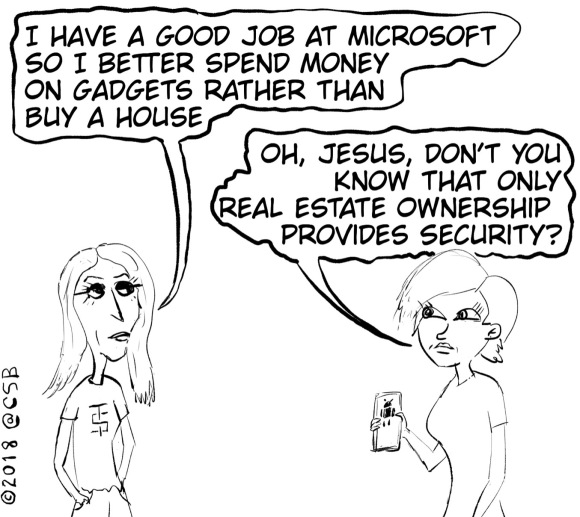 I HAVE A GOOD JOB AT MICROSOFT
SO I BETTER SPEND MONEY
ON GADGETS RATHER THAN
BUY A HOUSE
OH, JESUS, DON'T YOU
KNOW THAT ONLY
REAL ESTATE OWNERSHIP
PROVIDES SECURITY?
©2018 @CSB